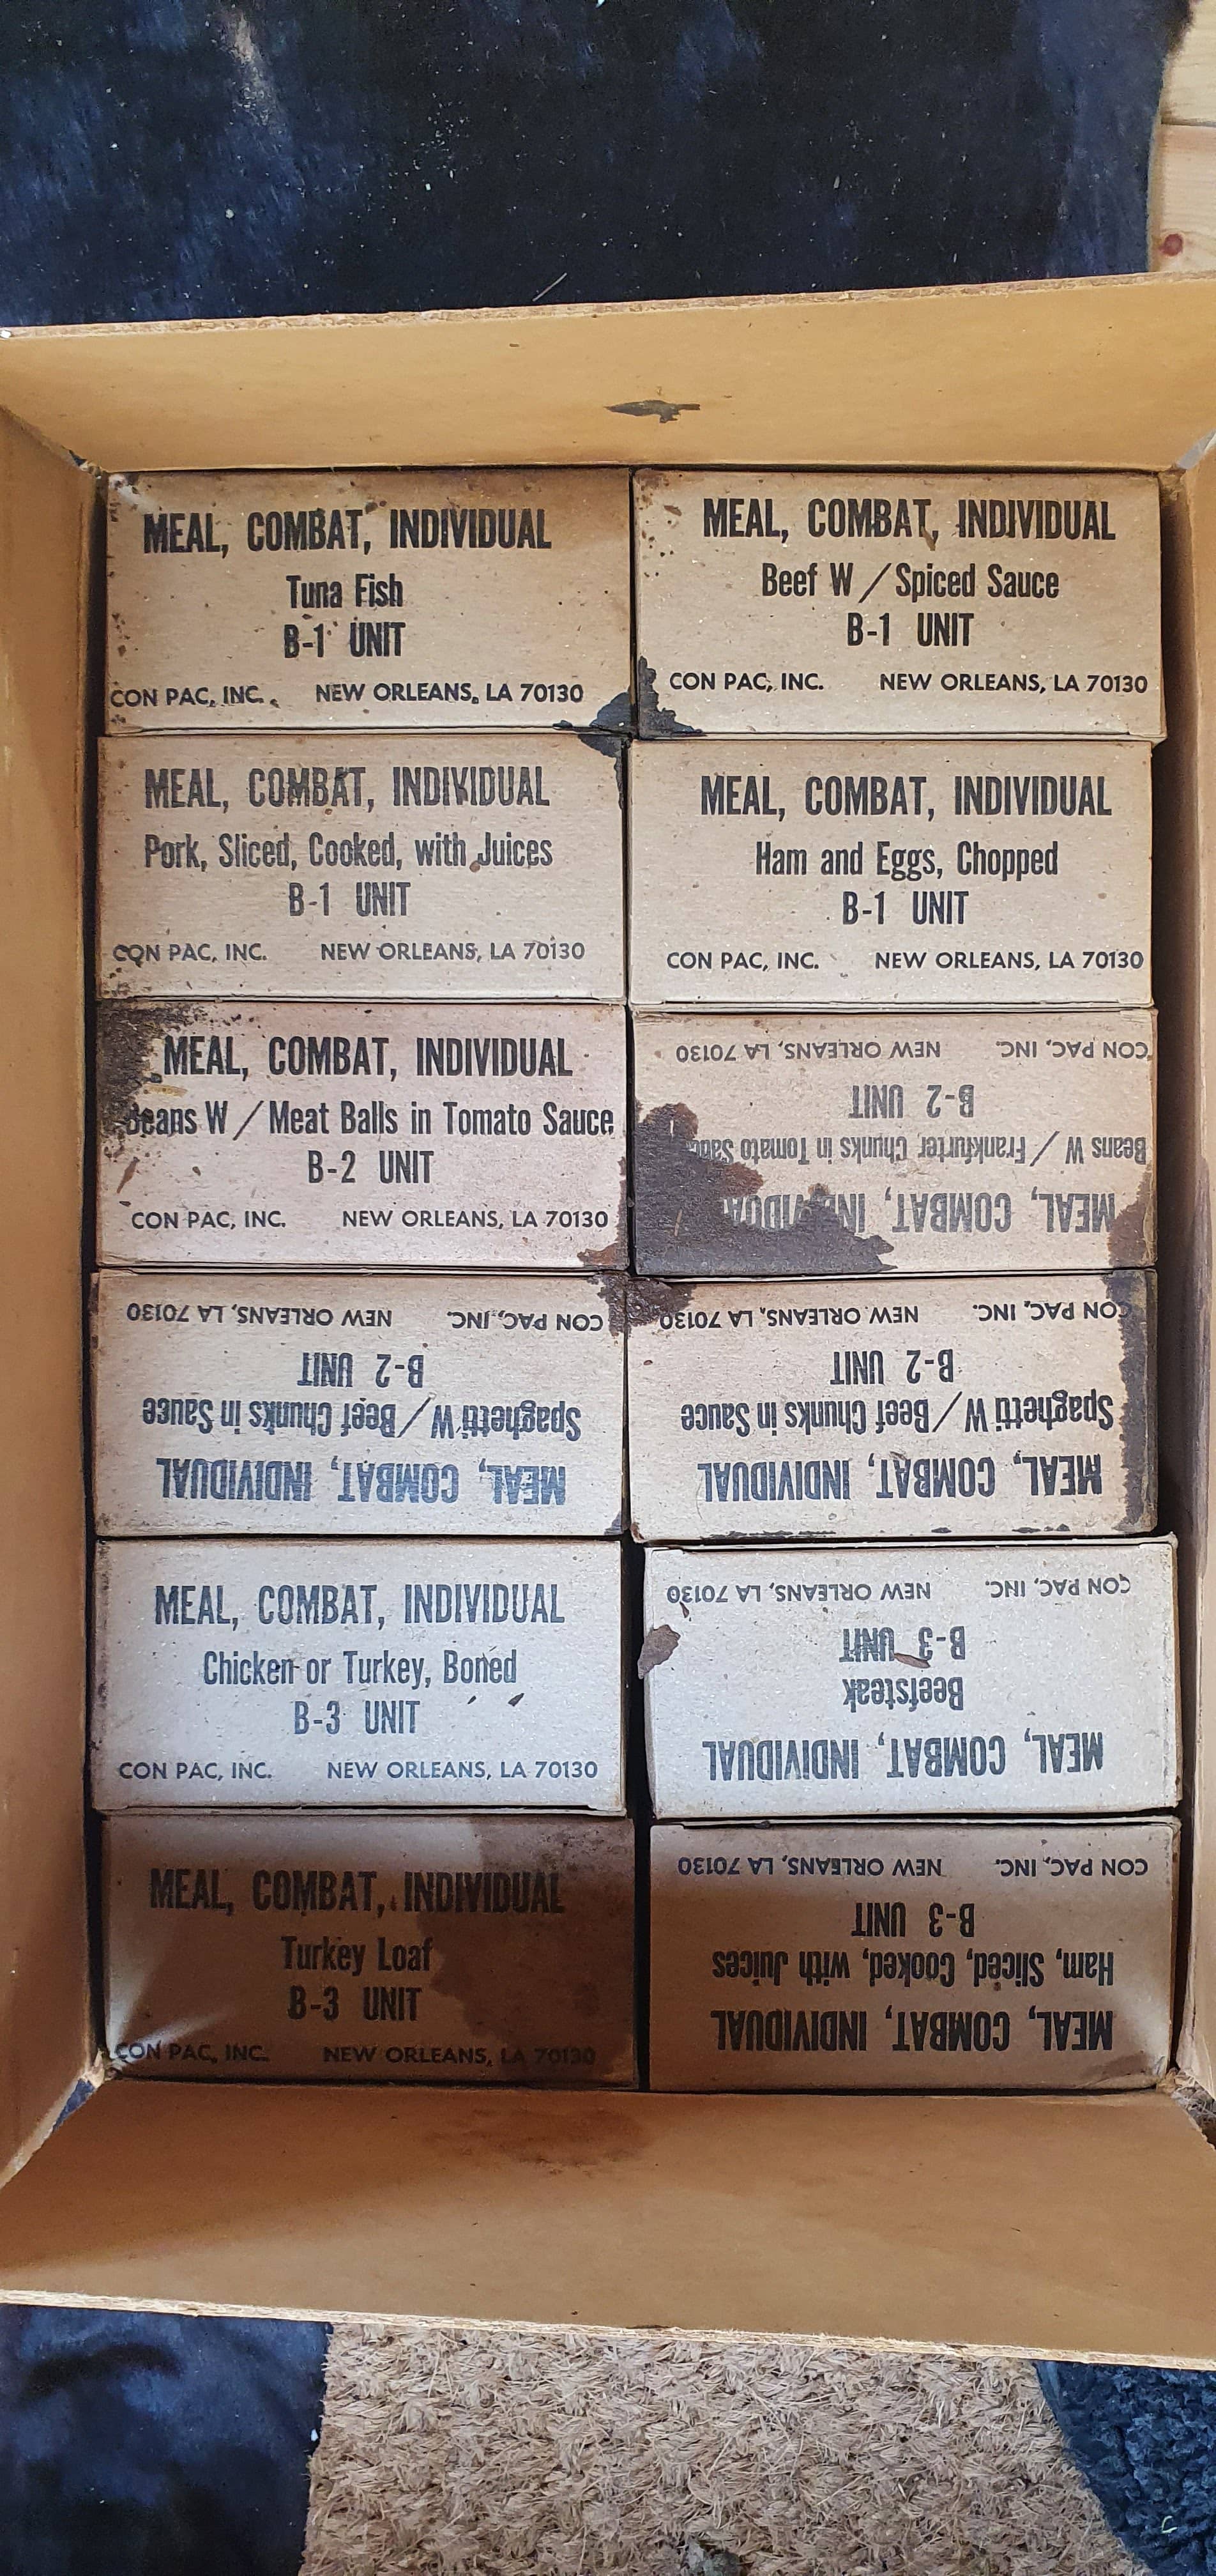 MEAL, COMBAT, INDIVIDUAL
Tuna Fish
B-1 UNIT
CON PAC, INC. NEW ORLEANS, LA 70130
MEAL, COMBAT, INDIVIDUAL
Beef W / Spiced Sauce
B-1 UNIT
CON PAC, INC. NEW ORLEANS, LA 70130
MEAL, COMBAT, INDIVIDUAL
Pork, Sliced, Cooked, with Juices
B-1 UNIT
CON PAC, INC. NEW ORLEANS, LA 70130
MEAL, COMBAT, INDIVIDUAL
Ham and Eggs, Chopped
B-1 UNIT
CON PAC, INC. NEW ORLEANS, LA 70130
MEAL, COMBAT, INDIVIDUAL
Beans W / Meat Balls in Tomato Sauce
B-2 UNIT
CON PAC, INC. NEW ORLEANS, LA 70130
MEAL, COMBAT, INDIVIDUAL
Beans W / Frankfurter Chunks in Tomato Sauce
B-2 UNIT
CON PAC, INC. NEW ORLEANS, LA 70130
MEAL, COMBAT, INDIVIDUAL
Spaghetti W / Beef Chunks in Sauce
B-2 UNIT
CON PAC, INC. NEW ORLEANS, LA 70130
MEAL, COMBAT, INDIVIDUAL
Spaghetti W / Beef Chunks in Sauce
B-2 UNIT
CON PAC, INC. NEW ORLEANS, LA 70130
MEAL, COMBAT, INDIVIDUAL
Chicken or Turkey, Boned
B-3 UNIT
CON PAC, INC. NEW ORLEANS, LA 70130
MEAL, COMBAT, INDIVIDUAL
Beefsteak
B-3 UNIT
CON PAC, INC. NEW ORLEANS, LA 70130
MEAL, COMBAT, INDIVIDUAL
Turkey Loaf
B-3 UNIT
CON PAC, INC. NEW ORLEANS, LA 70130
MEAL, COMBAT, INDIVIDUAL
Ham, Sliced, Cooked, with Juices
B-3 UNIT
CON PAC, INC. NEW ORLEANS, LA 70130